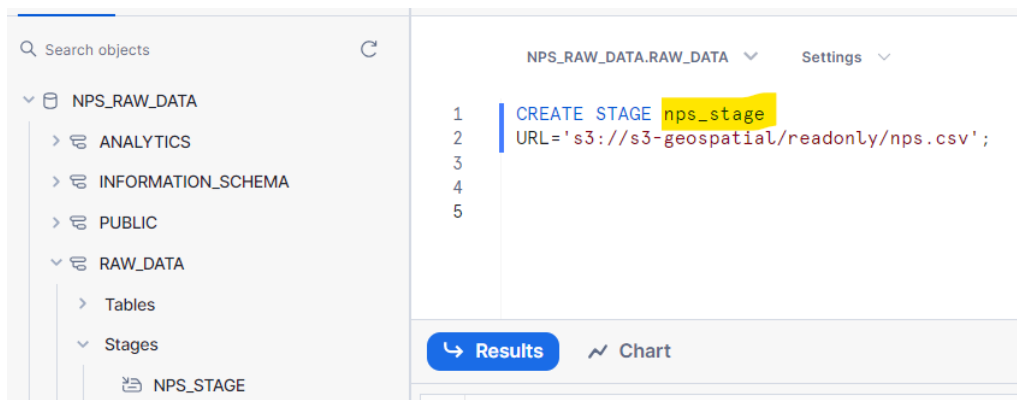 Search objects
NPS_RAW_DATA
ANALYTICS
INFORMATION_SCHEMA
PUBLIC
RAW_DATA
Tables
Stages
NPS_STAGE
NPS_RAW_DATA.RAW_DATA
Settings
1 CREATE STAGE nps_stage
2 URL='s3://s3-geospatial/readonly/nps.csv';
3
4
5
Results
Chart